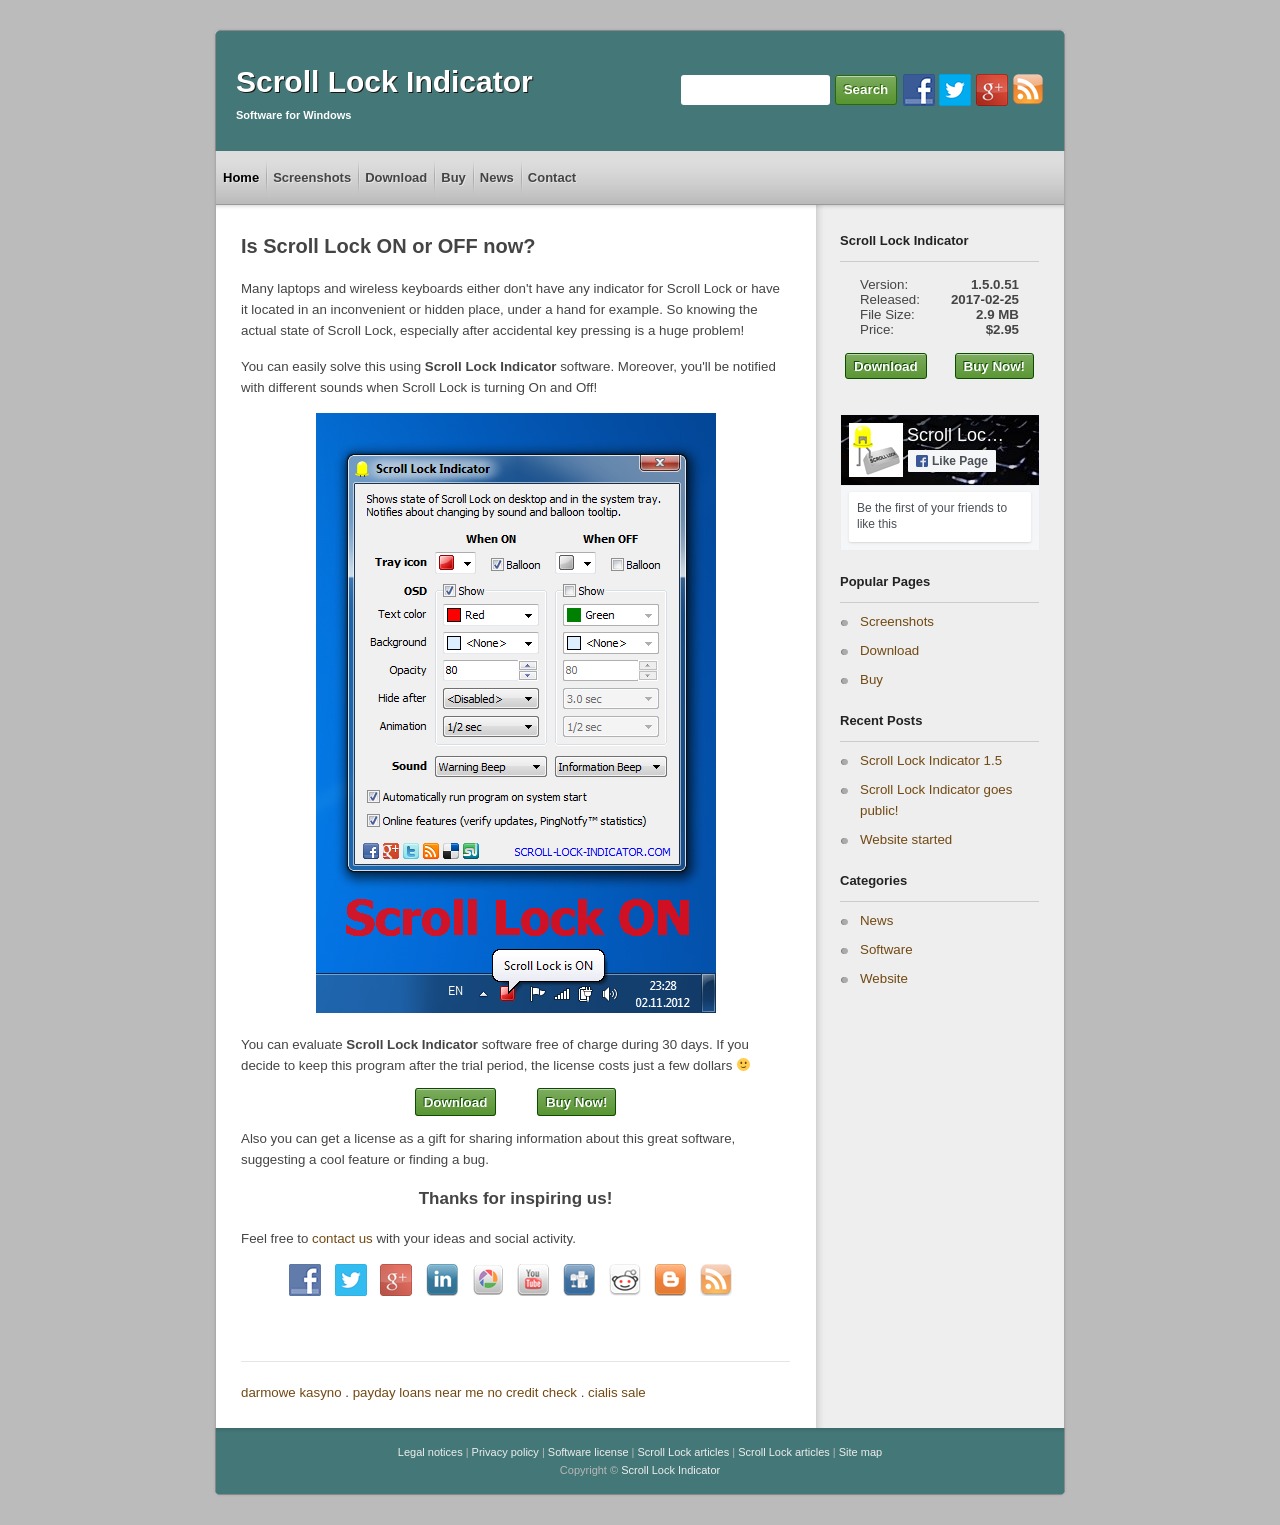 Scroll Lock Indicator
Software for Windows
Search
Home Screenshots Download Buy News Contact
Is Scroll Lock ON or OFF now?
Many laptops and wireless keyboards either don't have any indicator for Scroll Lock or have
it located in an inconvenient or hidden place, under a hand for example. So knowing the
actual state of Scroll Lock, especially after accidental key pressing is a huge problem!
You can easily solve this using Scroll Lock Indicator software. Moreover, you'll be notified
with different sounds when Scroll Lock is turning On and Off!
Scroll Lock Indicator
Shows state of Scroll Lock on desktop and in the system tray.
Notifies about changing by sound and balloon tooltip.
When ON When OFF
Tray icon Balloon Balloon
OSD Show Show
Text color Red Green
Background <None> <None>
Opacity 80 80
Hide after <Disabled> 3.0 sec
Animation 1/2 sec 1/2 sec
Sound Warning Beep Information Beep
Automatically run program on system start
Online features (verify updates, PingNotfy™ statistics)
SCROLL-LOCK-INDICATOR.COM
Scroll Lock ON
Scroll Lock is ON
EN 23:28
02.11.2012
You can evaluate Scroll Lock Indicator software free of charge during 30 days. If you
decide to keep this program after the trial period, the license costs just a few dollars 🙂
Download Buy Now!
Also you can get a license as a gift for sharing information about this great software,
suggesting a cool feature or finding a bug.
Thanks for inspiring us!
Feel free to contact us with your ideas and social activity.
You Tube
darmowe kasyno . payday loans near me no credit check . cialis sale
Scroll Lock Indicator
Version: 1.5.0.51
Released: 2017-02-25
File Size: 2.9 MB
Price: $2.95
Download Buy Now!
SCROLL LOCK
Scroll Loc…
Like Page
Be the first of your friends to
like this
Popular Pages
Screenshots
Download
Buy
Recent Posts
Scroll Lock Indicator 1.5
Scroll Lock Indicator goes
public!
Website started
Categories
News
Software
Website
Legal notices | Privacy policy | Software license | Scroll Lock articles | Scroll Lock articles | Site map
Copyright © Scroll Lock Indicator